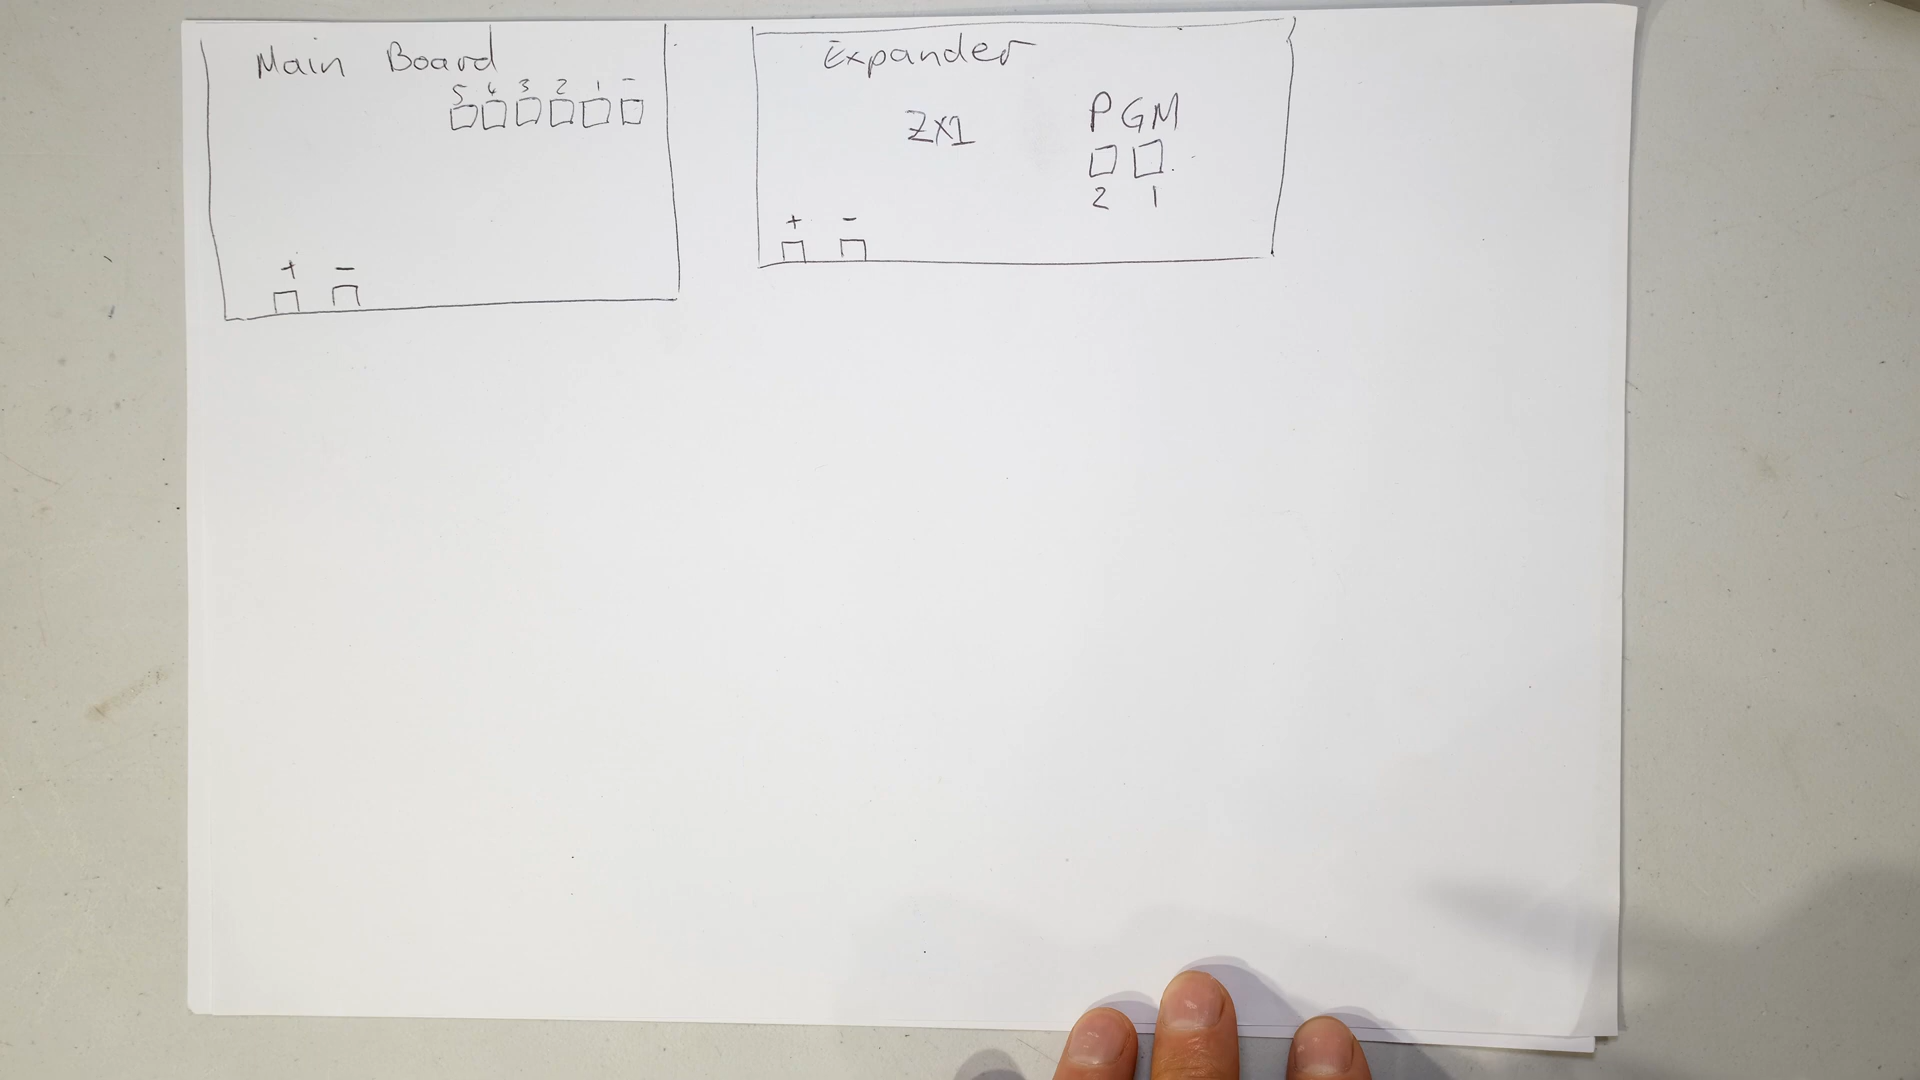 Main Board
5 4 3 2 1 -
+ -
Expander
ZX1
PGM
2 1
+ -